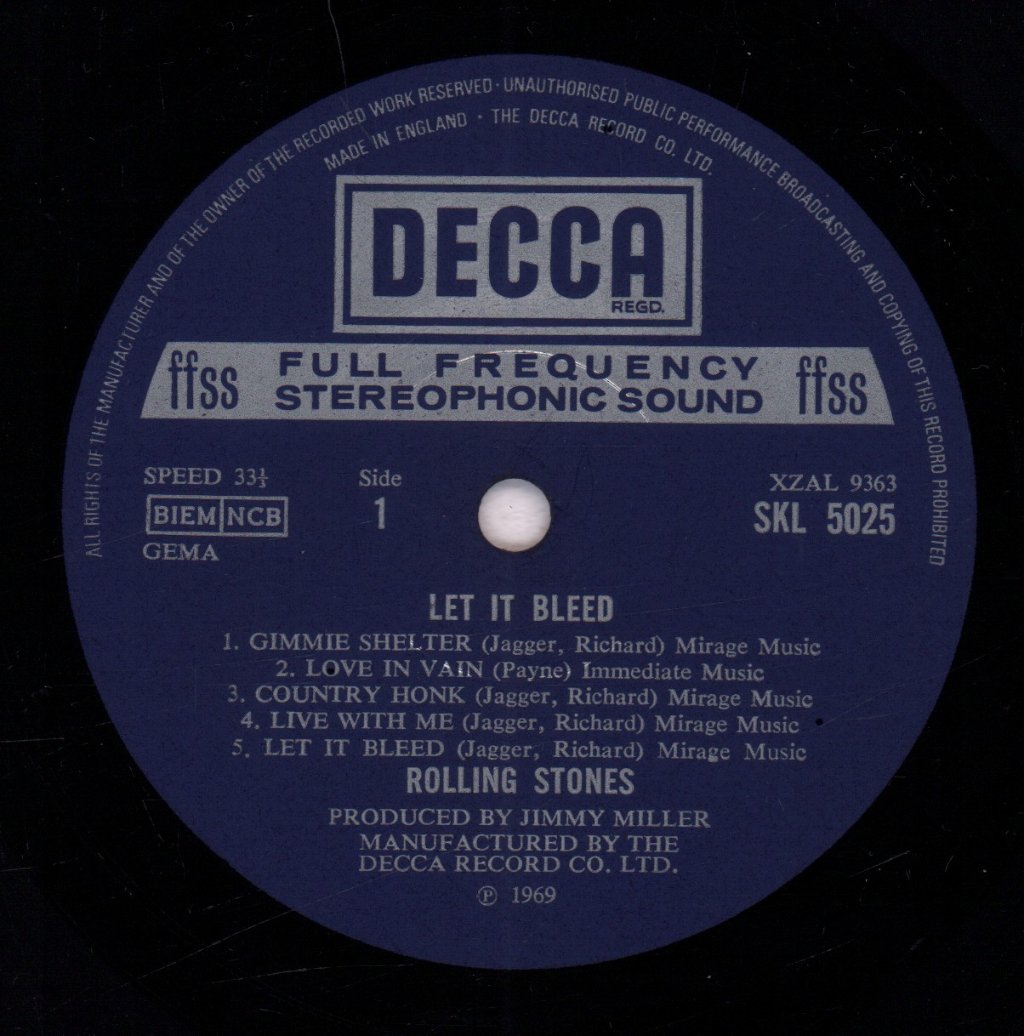 ALL RIGHTS OF THE MANUFACTURER AND OF THE OWNER OF THE RECORDED WORK RESERVED · UNAUTHORISED PUBLIC PERFORMANCE BROADCASTING AND COPYING OF THIS RECORD PROHIBITED
MADE IN ENGLAND · THE DECCA RECORD CO. LTD.
DECCA
REGD.
ffss FULL FREQUENCY STEREOPHONIC SOUND ffss
SPEED 33⅓ Side XZAL 9363
BIEM NCB 1 SKL 5025
GEMA
LET IT BLEED
1. GIMMIE SHELTER (Jagger, Richard) Mirage Music
2. LOVE IN VAIN (Payne) Immediate Music
3. COUNTRY HONK (Jagger, Richard) Mirage Music
4. LIVE WITH ME (Jagger, Richard) Mirage Music
5. LET IT BLEED (Jagger, Richard) Mirage Music
ROLLING STONES
PRODUCED BY JIMMY MILLER
MANUFACTURED BY THE
DECCA RECORD CO. LTD.
℗ 1969